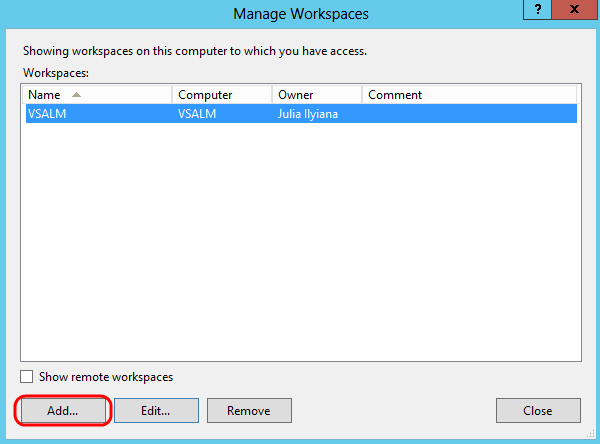 Manage Workspaces
? X
Showing workspaces on this computer to which you have access.
Workspaces:
Name Computer Owner Comment
VSALM VSALM Julia Ilyiana
Show remote workspaces
Add... Edit... Remove Close